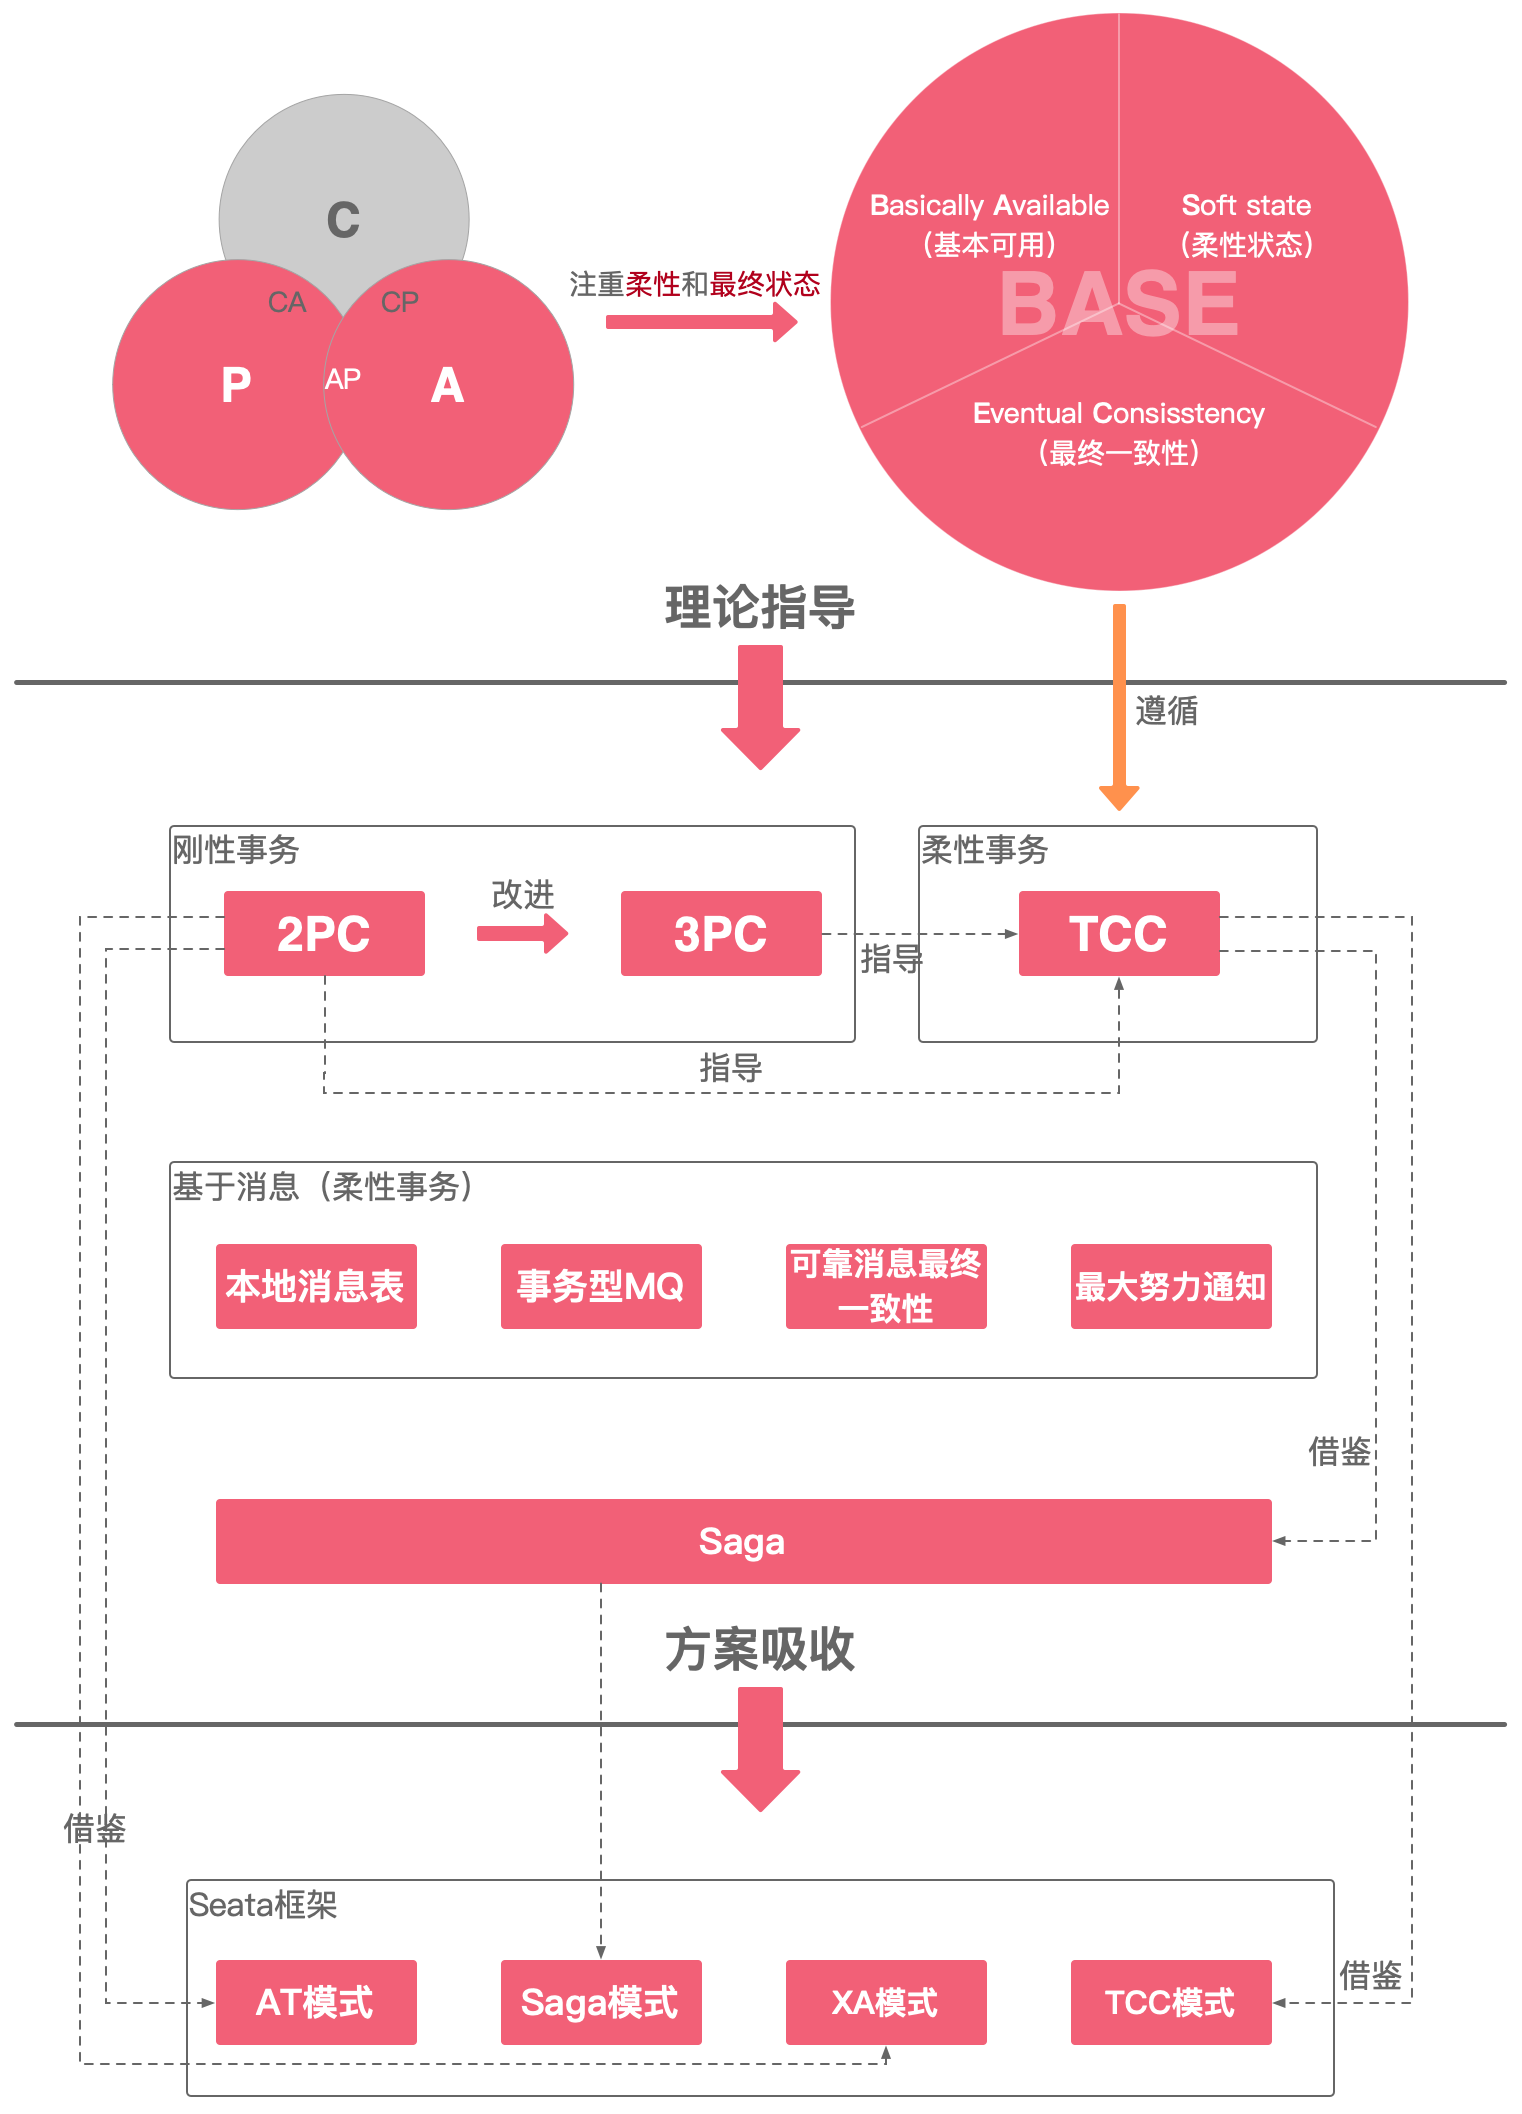 C
CA
CP
P
AP
A
注重柔性和最终状态
Basically Available
（基本可用）
Soft state
（柔性状态）
BASE
Eventual Consisstency
（最终一致性）
理论指导
遵循
刚性事务
2PC
改进
3PC
指导
柔性事务
TCC
指导
基于消息（柔性事务）
本地消息表
事务型MQ
可靠消息最终
一致性
最大努力通知
借鉴
Saga
方案吸收
借鉴
Seata框架
AT模式
Saga模式
XA模式
TCC模式
借鉴